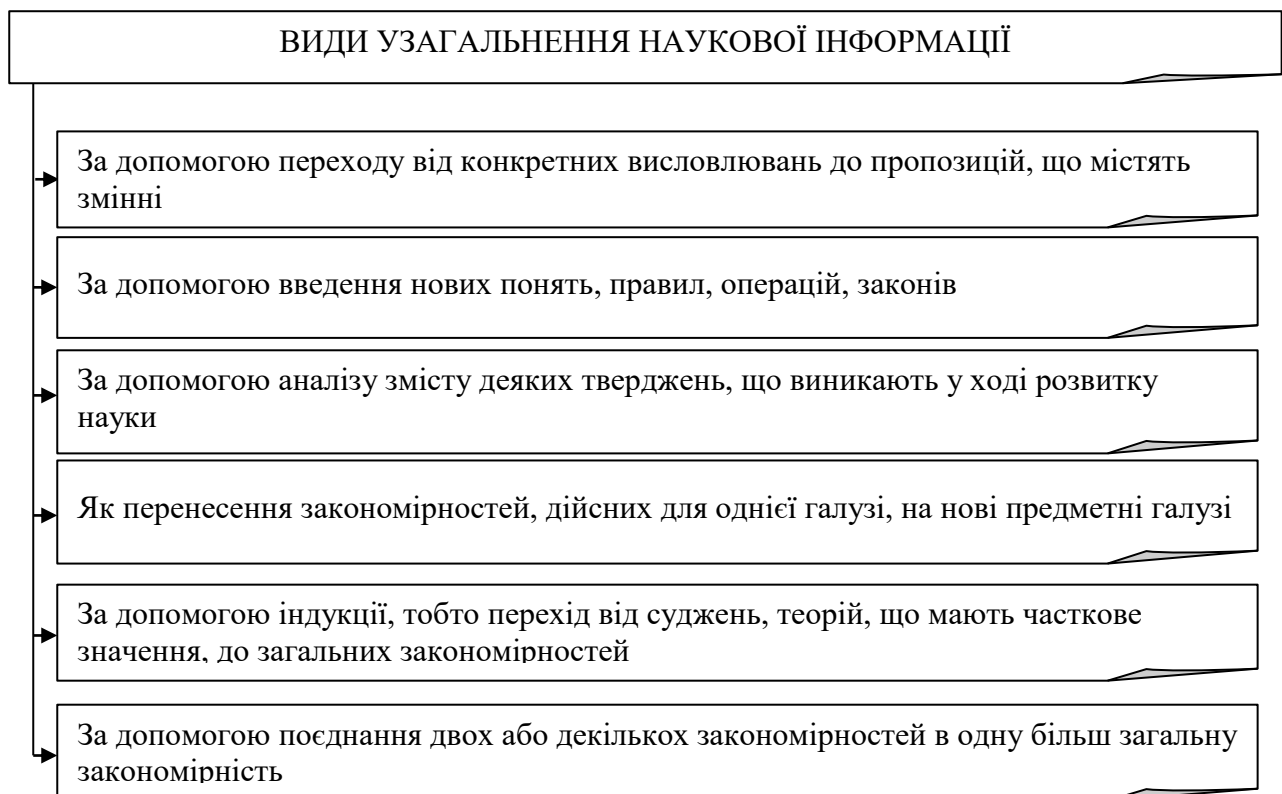 ВИДИ УЗАГАЛЬНЕННЯ НАУКОВОЇ ІНФОРМАЦІЇ
За допомогою переходу від конкретних висловлювань до пропозицій, що містять
змінні
За допомогою введення нових понять, правил, операцій, законів
За допомогою аналізу змісту деяких тверджень, що виникають у ході розвитку
науки
Як перенесення закономірностей, дійсних для однієї галузі, на нові предметні галузі
За допомогою індукції, тобто перехід від суджень, теорій, що мають часткове
значення, до загальних закономірностей
За допомогою поєднання двох або декількох закономірностей в одну більш загальну
закономірність